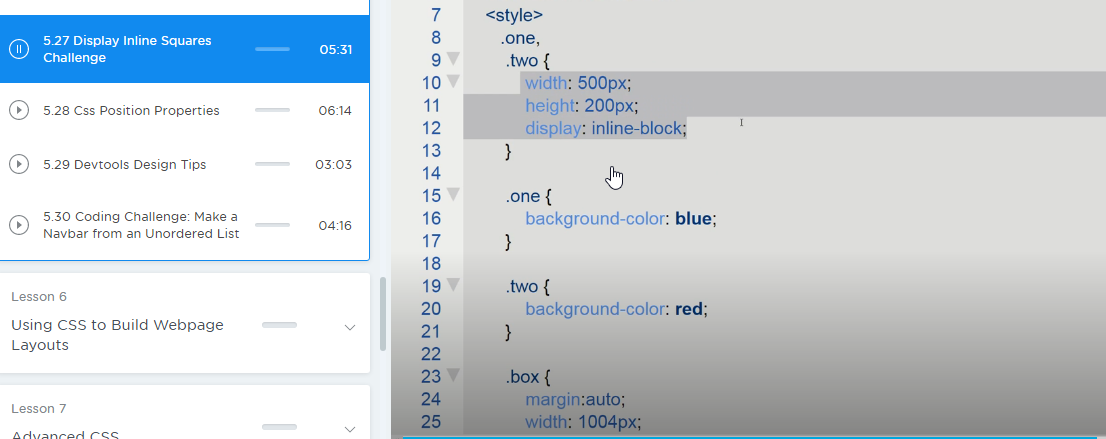 5.27 Display Inline Squares
Challenge
05:31
5.28 Css Position Properties
06:14
5.29 Devtools Design Tips
03:03
5.30 Coding Challenge: Make a
Navbar from an Unordered List
04:16
Lesson 6
Using CSS to Build Webpage
Layouts
Lesson 7
Advanced CSS
7 <style>
8 .one,
9 .two {
10 width: 500px;
11 height: 200px;
12 display: inline-block;
13 }
14
15 .one {
16 background-color: blue;
17 }
18
19 .two {
20 background-color: red;
21 }
22
23 .box {
24 margin:auto;
25 width: 1004px;